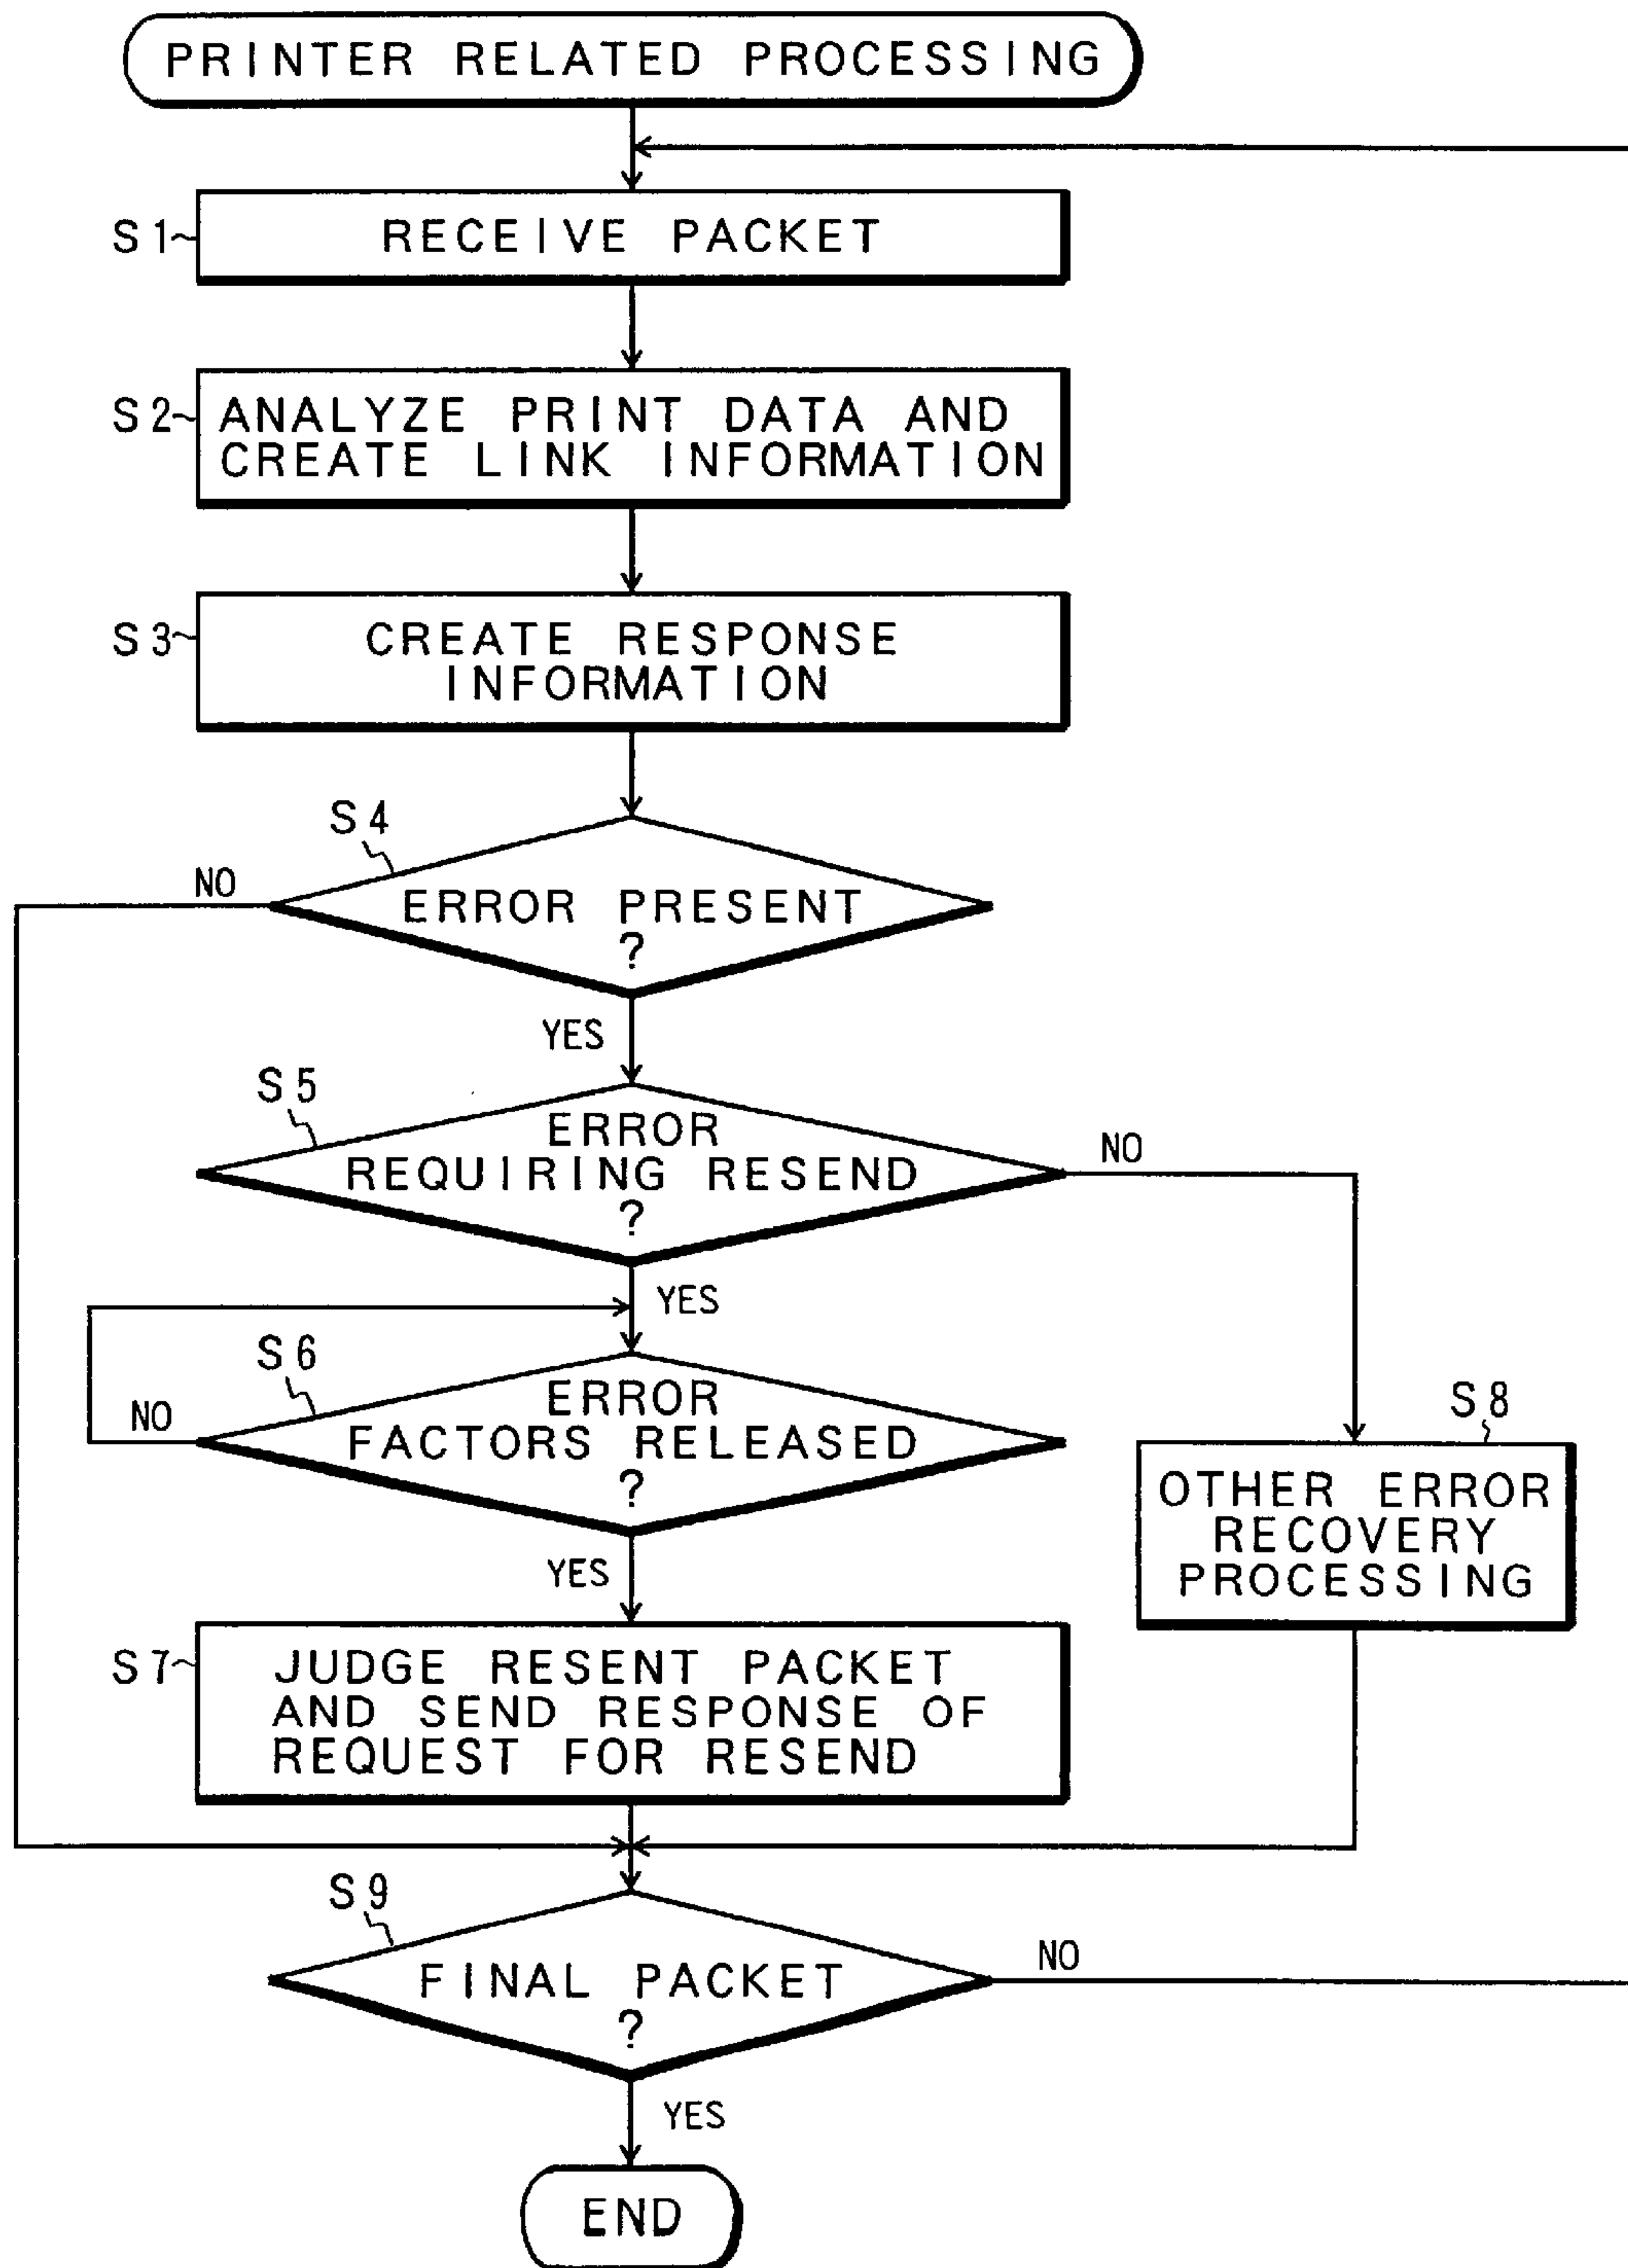 PRINTER RELATED PROCESSING
S1
RECEIVE PACKET
S2
ANALYZE PRINT DATA AND
CREATE LINK INFORMATION
S3
CREATE RESPONSE
INFORMATION
S4
NO
ERROR PRESENT
?
YES
S5
ERROR
REQUIRING RESEND
?
NO
YES
S6
ERROR
FACTORS RELEASED
?
NO
YES
S8
OTHER ERROR
RECOVERY
PROCESSING
S7
JUDGE RESENT PACKET
AND SEND RESPONSE OF
REQUEST FOR RESEND
S9
FINAL PACKET
?
NO
YES
END